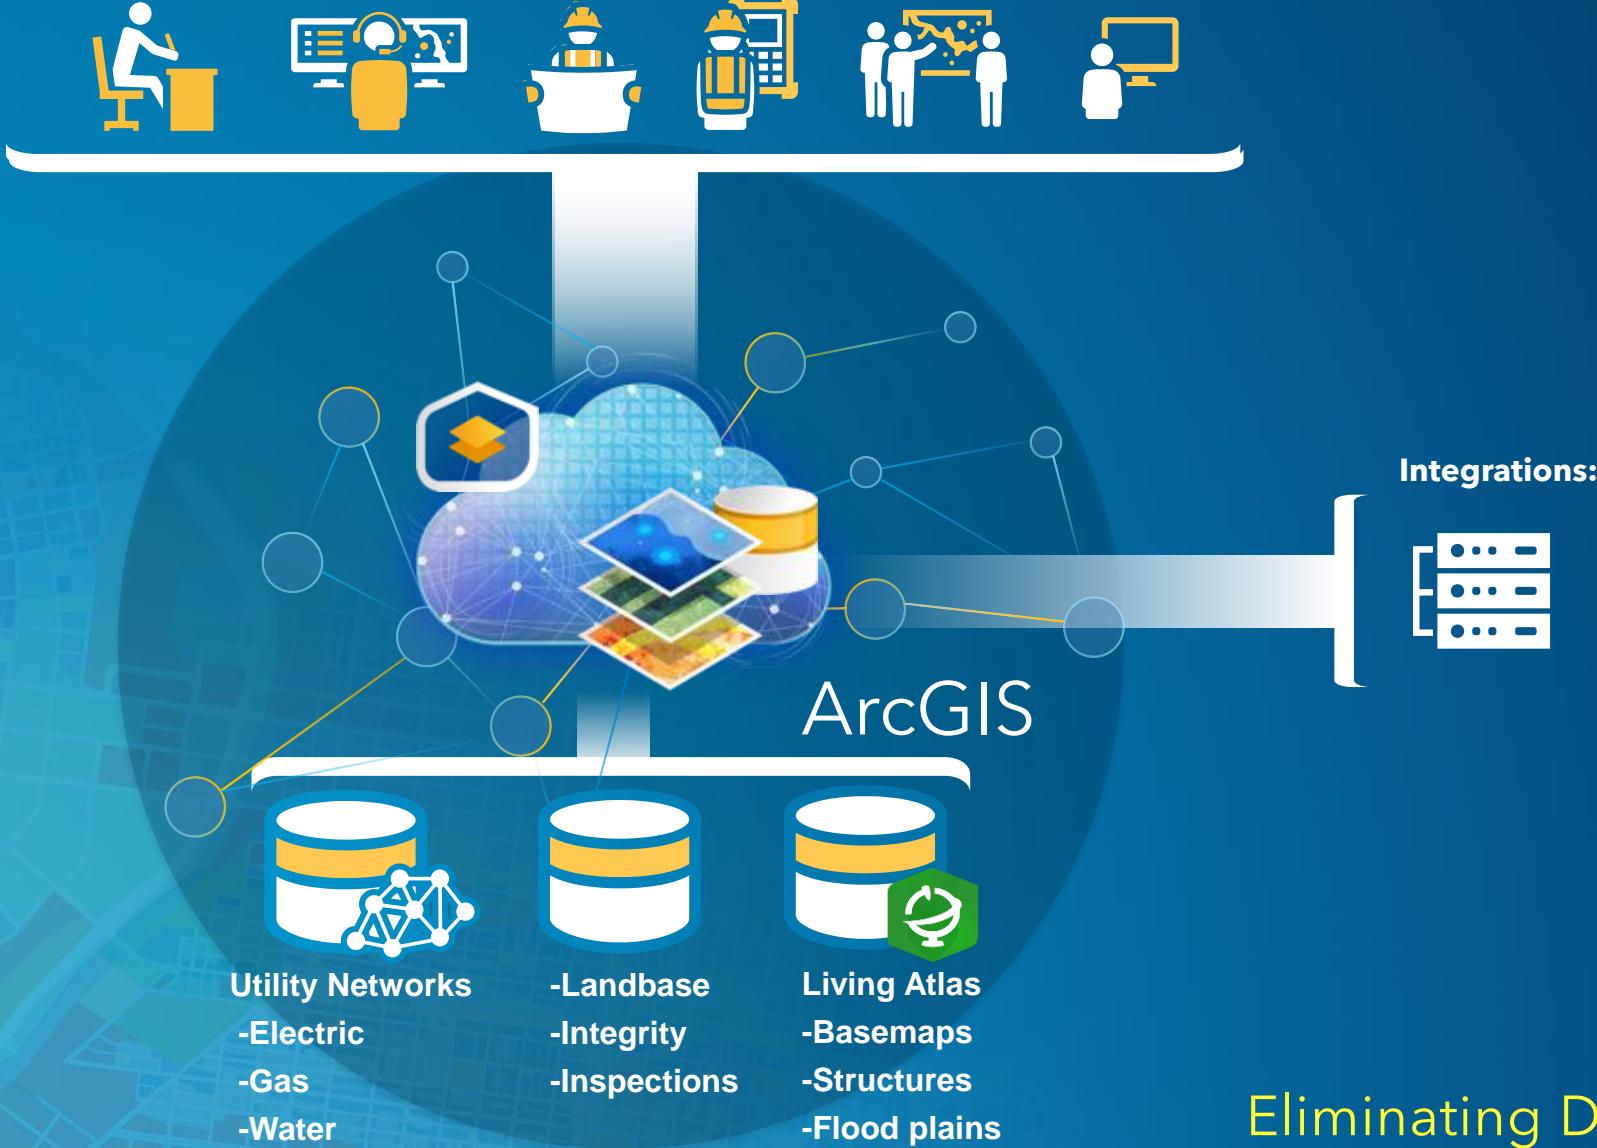 Integrations:
ArcGIS
Utility Networks
-Electric
-Gas
-Water
-Landbase
-Integrity
-Inspections
Living Atlas
-Basemaps
-Structures
-Flood plains
Eliminating D